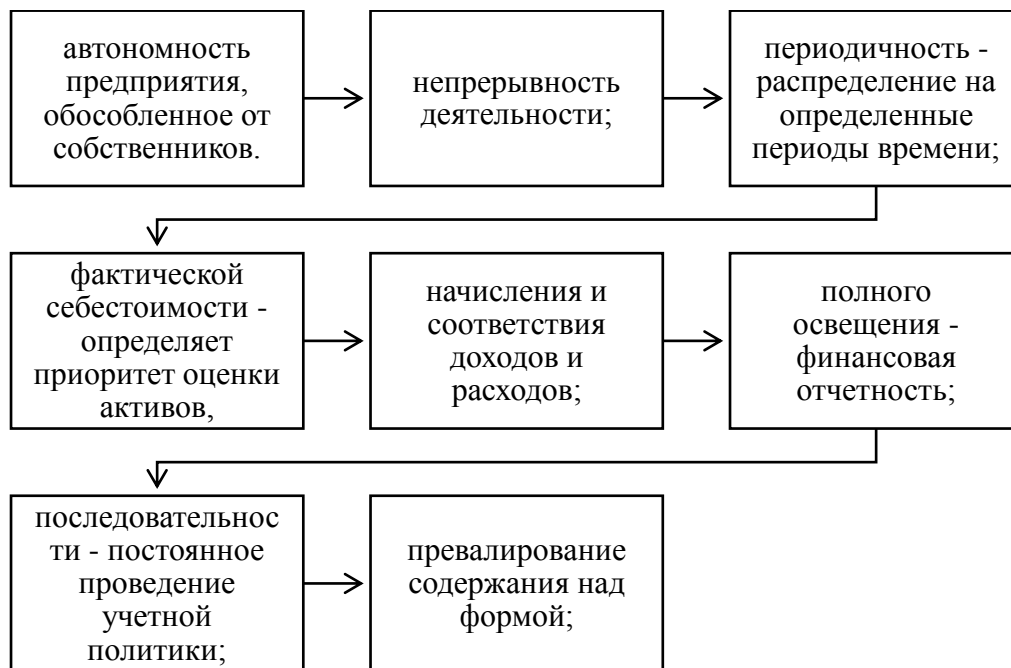 автономность
предприятия,
обособленное от
собственников.
непрерывность
деятельности;
периодичность -
распределение на
определенные
периоды времени;
фактической
себестоимости -
определяет
приоритет оценки
активов,
начисления и
соответствия
доходов и
расходов;
полного
освещения -
финансовая
отчетность;
последовательнос
ти - постоянное
проведение
учетной
политики;
превалирование
содержания над
формой;